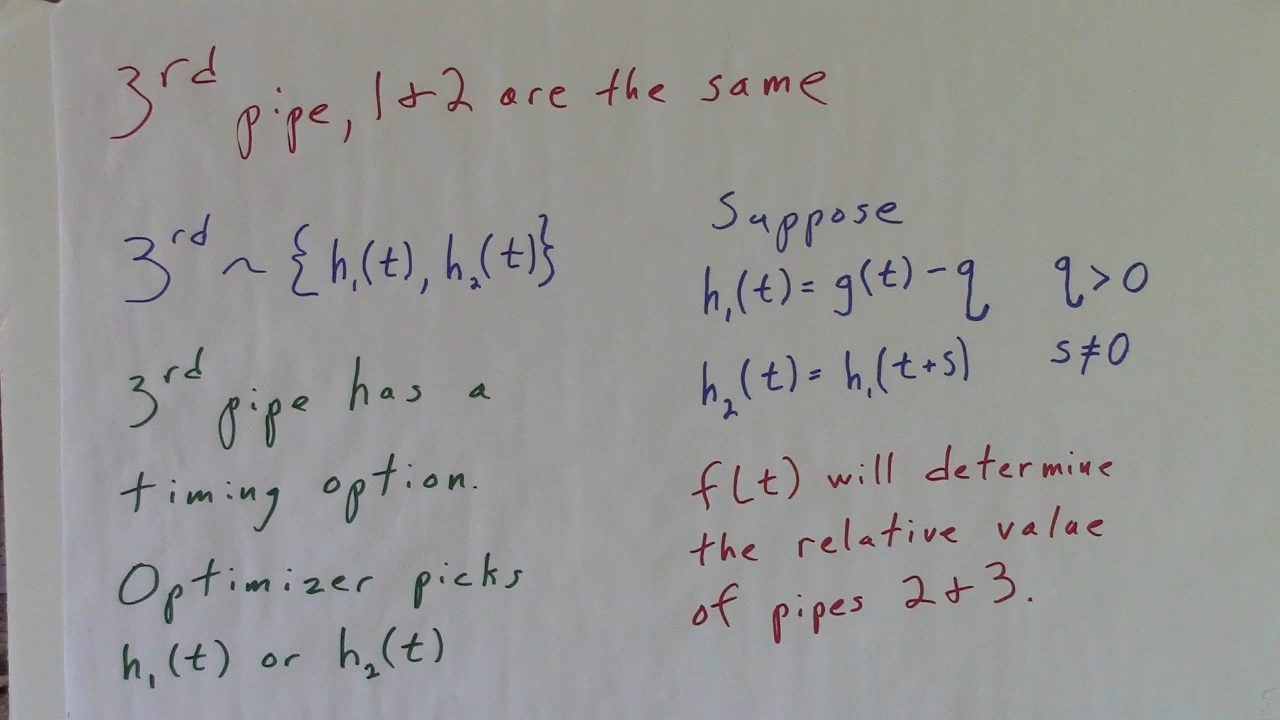 3rd pipe, 1 & 2 are the same
3rd ~ {h₁(t), h₂(t)}
3rd pipe has a
timing option.
Optimizer picks
h₁(t) or h₂(t)
Suppose
h₁(t) = g(t) - q q > 0
h₂(t) = h₁(t+s) s ≠ 0
f(t) will determine
the relative value
of pipes 2 & 3.